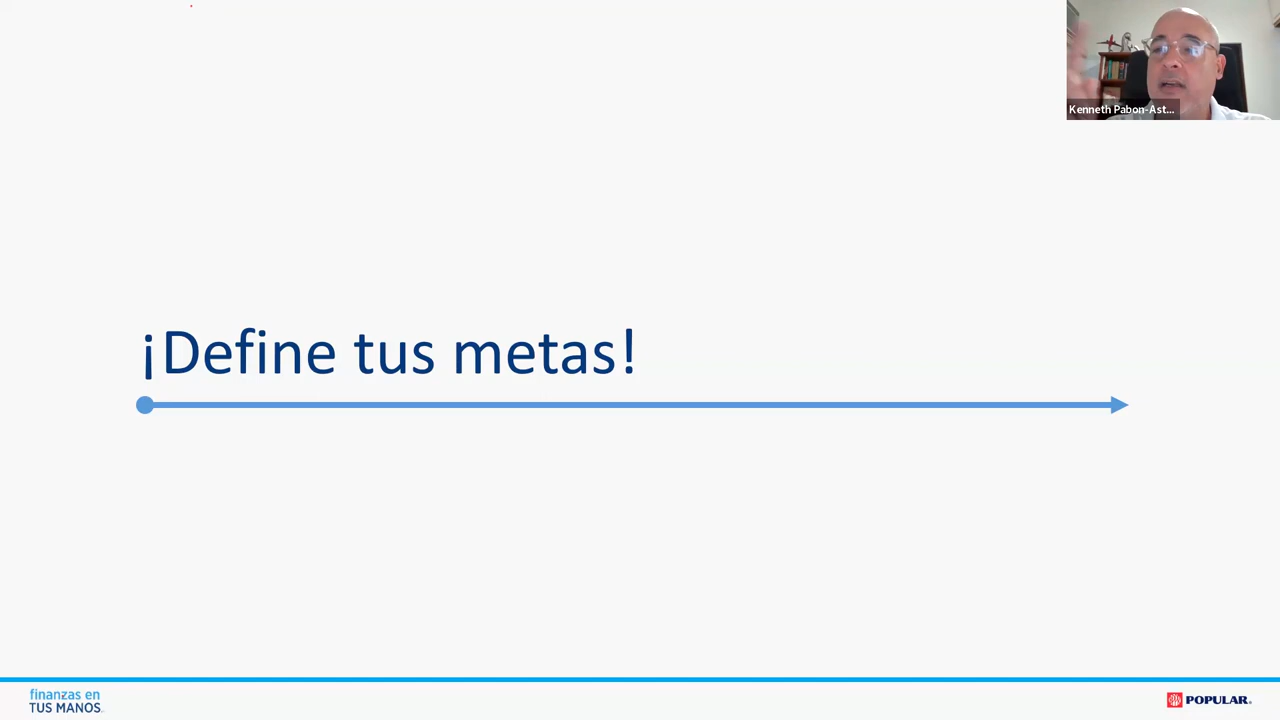 Kenneth Pabon-Ast...
¡Define tus metas!
finanzas en
TUS MANOS.
POPULAR.